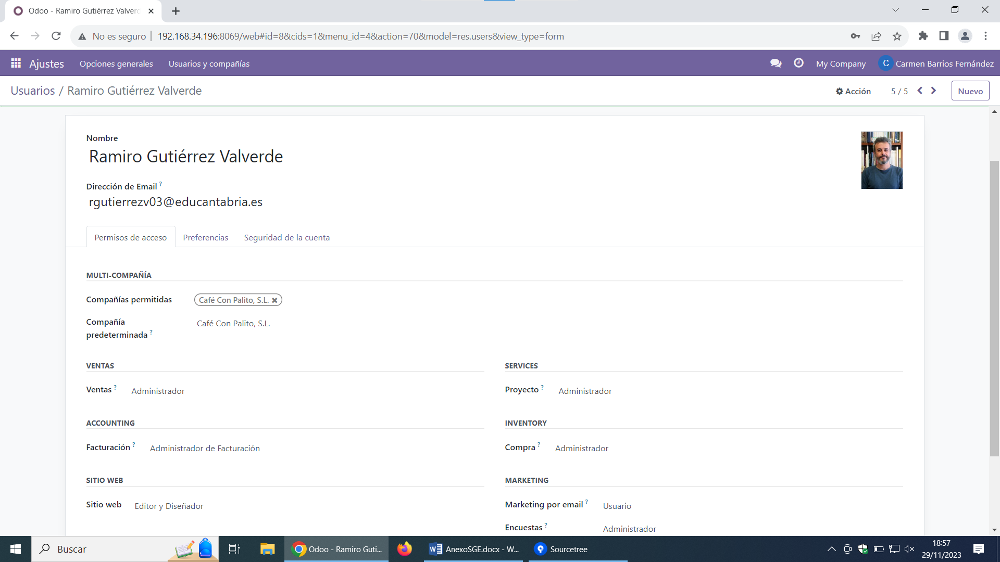 Odoo - Ramiro Gutiérrez Valverd
No es seguro
192.168.34.196:8069/web#id=8&cids=1&menu_id=4&action=70&model=res.users&view_type=form
Ajustes
Opciones generales
Usuarios y compañías
My Company
C
Carmen Barrios Fernández
Usuarios / Ramiro Gutiérrez Valverde
Acción
5 / 5
Nuevo
Nombre
Ramiro Gutiérrez Valverde
Dirección de Email ?
rgutierrezv03@educantabria.es
Permisos de acceso
Preferencias
Seguridad de la cuenta
MULTI-COMPAÑÍA
Compañías permitidas
Café Con Palito, S.L.
Compañía
predeterminada ?
Café Con Palito, S.L.
VENTAS
SERVICES
Ventas ?
Administrador
Proyecto ?
Administrador
ACCOUNTING
INVENTORY
Facturación ?
Administrador de Facturación
Compra ?
Administrador
SITIO WEB
MARKETING
Sitio web
Editor y Diseñador
Marketing por email ?
Usuario
Encuestas ?
Administrador
Buscar
Odoo - Ramiro Guti...
AnexoSGE.docx - W...
Sourcetree
18:57
29/11/2023